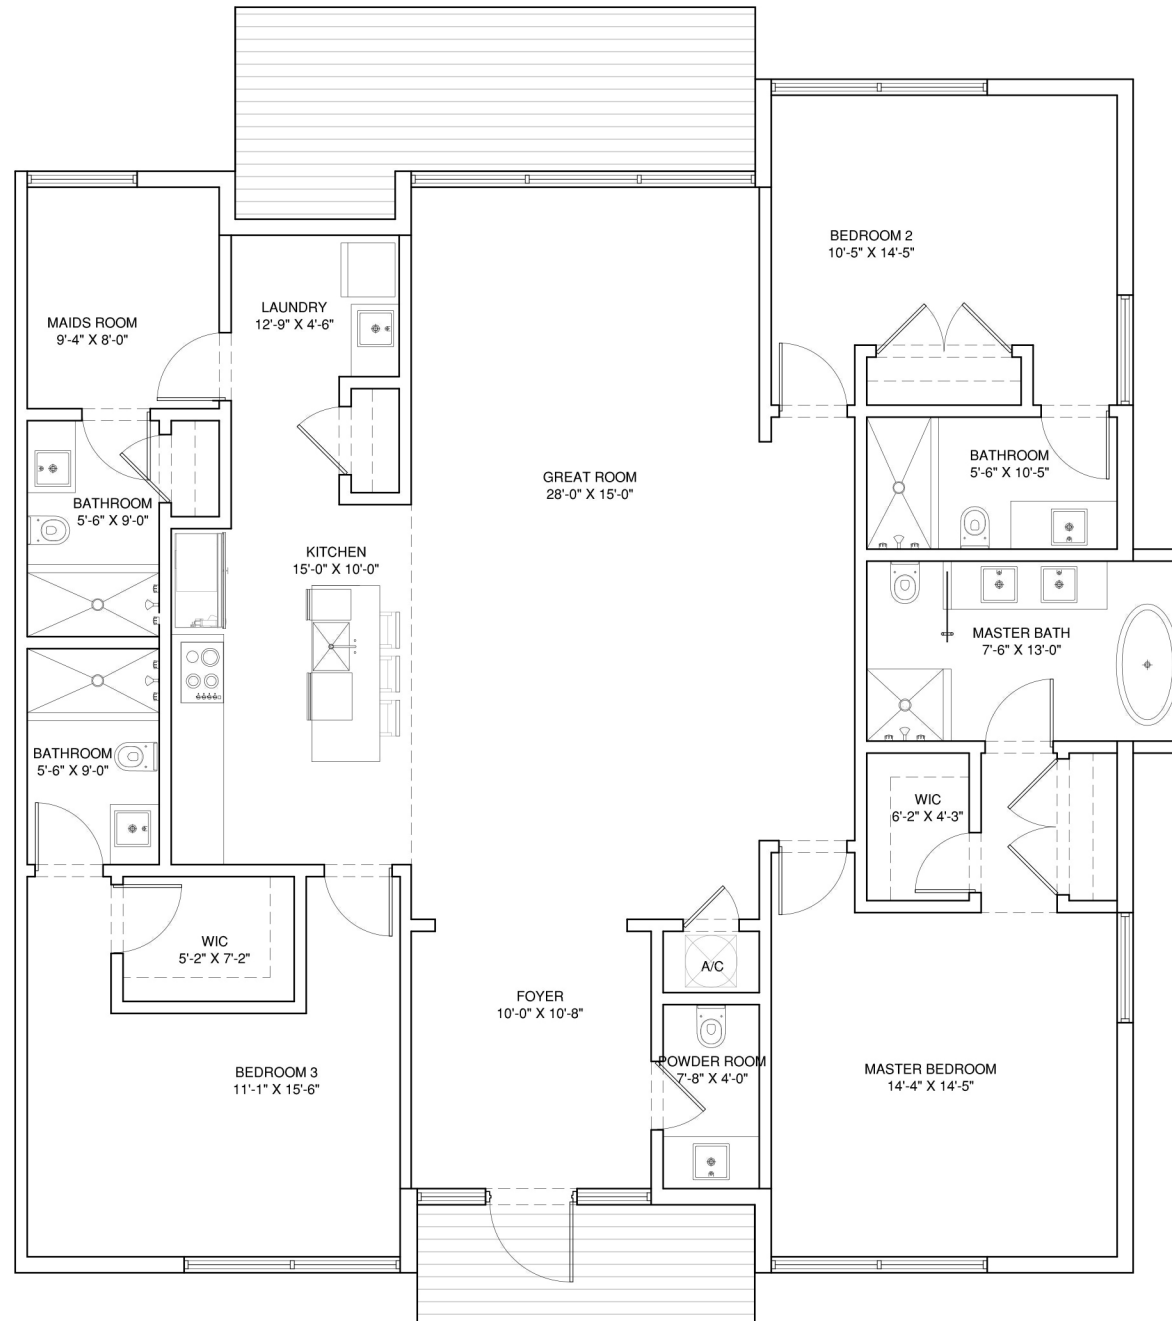 BEDROOM 2
10'-5" X 14'-5"
LAUNDRY
12'-9" X 4'-6"
MAIDS ROOM
9'-4" X 8'-0"
BATHROOM
5'-6" X 10'-5"
GREAT ROOM
28'-0" X 15'-0"
BATHROOM
5'-6" X 9'-0"
KITCHEN
15'-0" X 10'-0"
MASTER BATH
7'-6" X 13'-0"
BATHROOM
5'-6" X 9'-0"
WIC
6'-2" X 4'-3"
WIC
5'-2" X 7'-2"
A/C
FOYER
10'-0" X 10'-8"
POWDER ROOM
7'-8" X 4'-0"
BEDROOM 3
11'-1" X 15'-6"
MASTER BEDROOM
14'-4" X 14'-5"